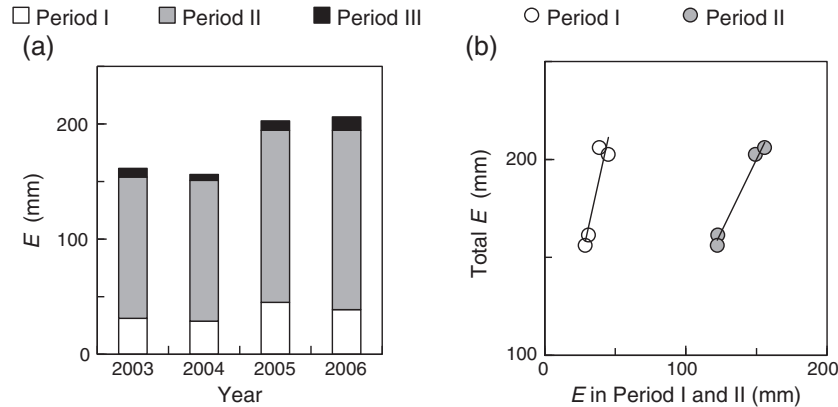 Period I Period II Period III Period I Period II
(a) (b)
200
100
0
E (mm)
2003 2004 2005 2006
Year
200
100
Total E (mm)
0 100 200
E in Period I and II (mm)